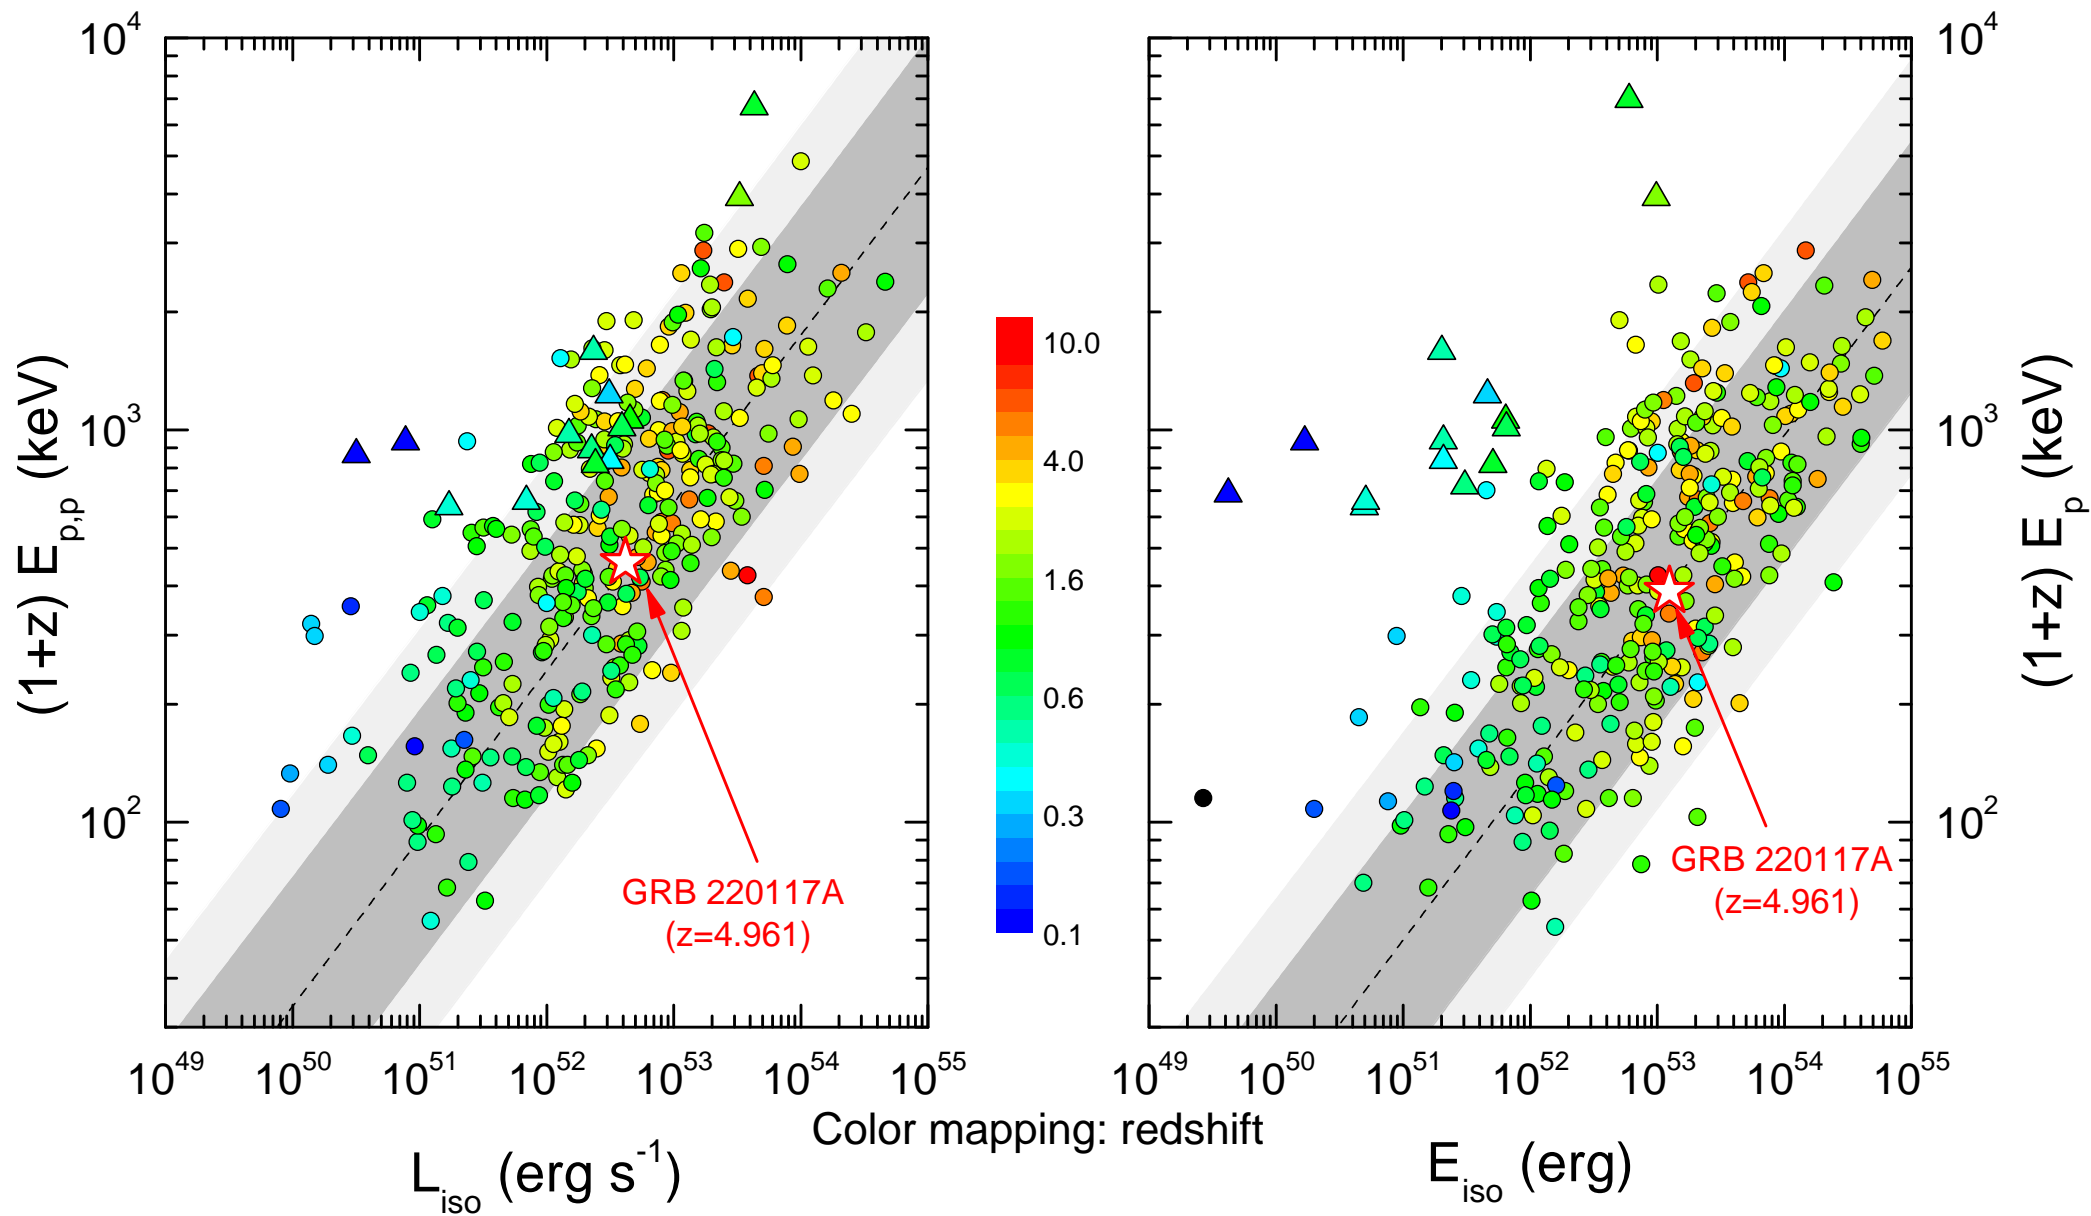 10^4
10^3
10^2
(1+z) E_p,p (keV)
GRB 220117A
(z=4.961)
10^49 10^50 10^51 10^52 10^53 10^54 10^55
L_iso (erg s^-1)
10.0
4.0
1.6
0.6
0.3
0.1
Color mapping: redshift
10^4
10^3
10^2
(1+z) E_p (keV)
GRB 220117A
(z=4.961)
10^49 10^50 10^51 10^52 10^53 10^54 10^55
E_iso (erg)